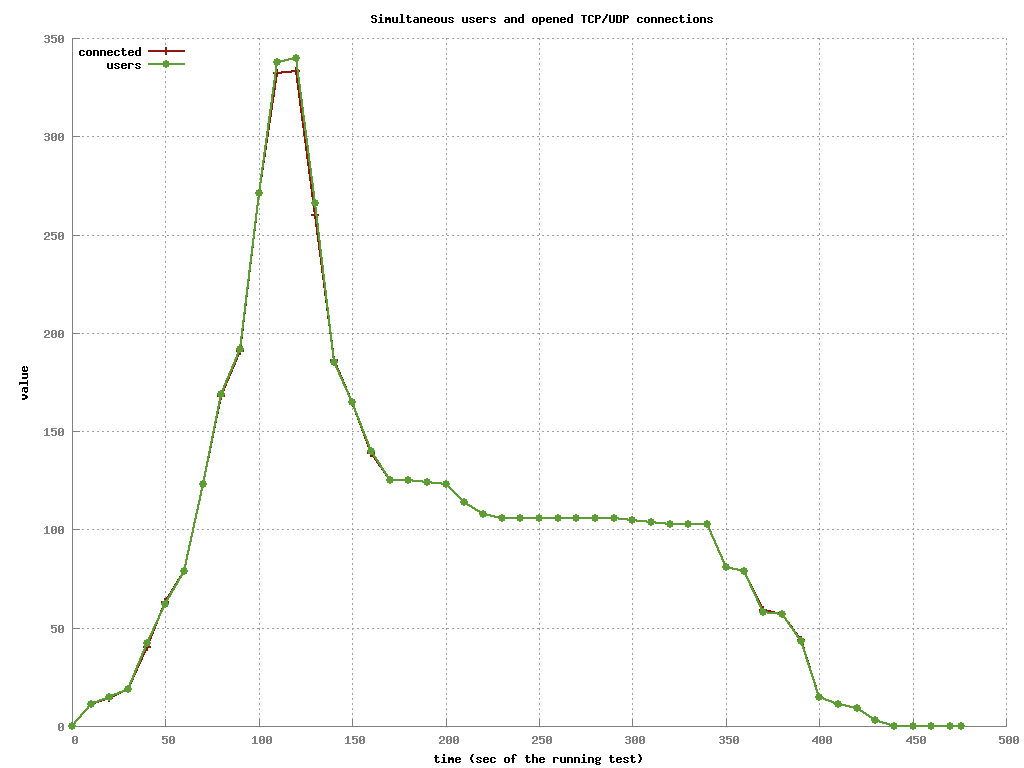 Simultaneous users and opened TCP/UDP connections
350
connected
users
300
250
200
value
150
100
50
0
0 50 100 150 200 250 300 350 400 450 500
time (sec of the running test)